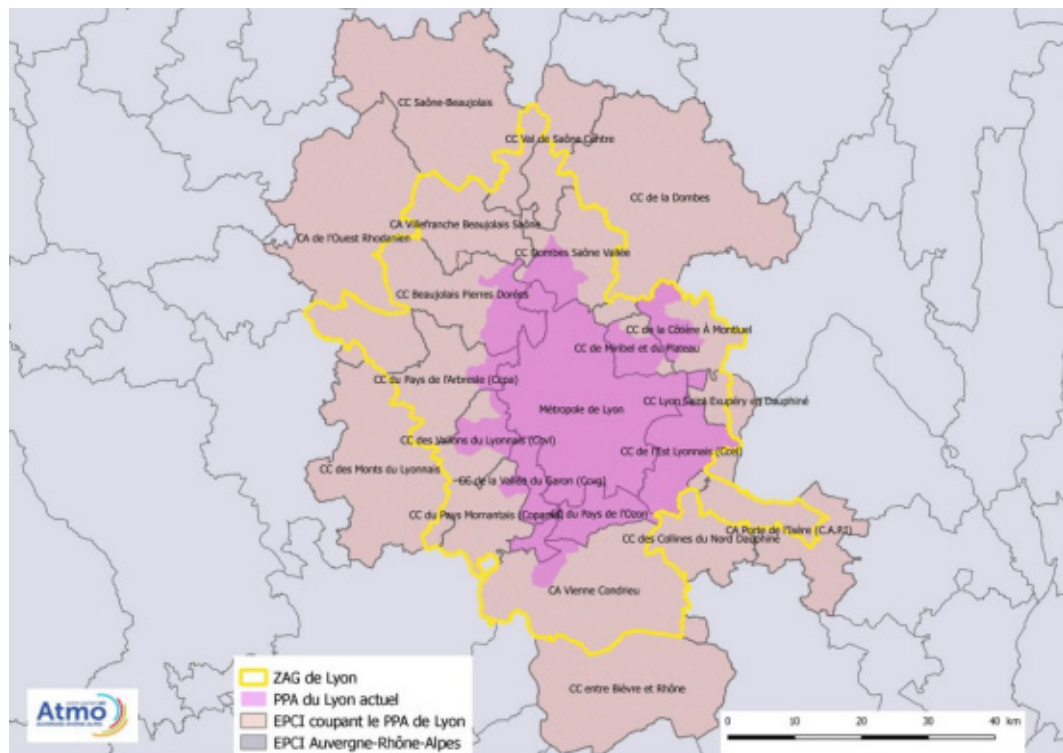 CC Saône-Beaujolais
CC Val de Saône Centre
CC de la Dombes
CA Villefranche Beaujolais Saône
CA de l'Ouest Rhodanien
CC Dombes Saône Vallée
CC Beaujolais Pierres Dorées
CC de la Côtière À Montluel
CC de Miribel et du Plateau
CC du Pays de l'Arbresle (Ccpa)
CC Lyon Saint Exupéry en Dauphiné
Métropole de Lyon
CC des Vallons du Lyonnais (Ccvl)
CC de l'Est Lyonnais (Ccel)
CC des Monts du Lyonnais
CC de la Vallée du Garon (Ccvg)
CC du Pays Mornantais
CC du Pays de l'Ozon
CA Porte de l'Isère (C.A.P.I)
CC des Collines du Nord Dauphiné
CA Vienne Condrieu
CC entre Bièvre et Rhône
ZAG de Lyon
PPA du Lyon actuel
EPCI coupant le PPA de Lyon
EPCI Auvergne-Rhône-Alpes
Atmo
AUVERGNE-RHÔNE-ALPES
0 10 20 30 40 km